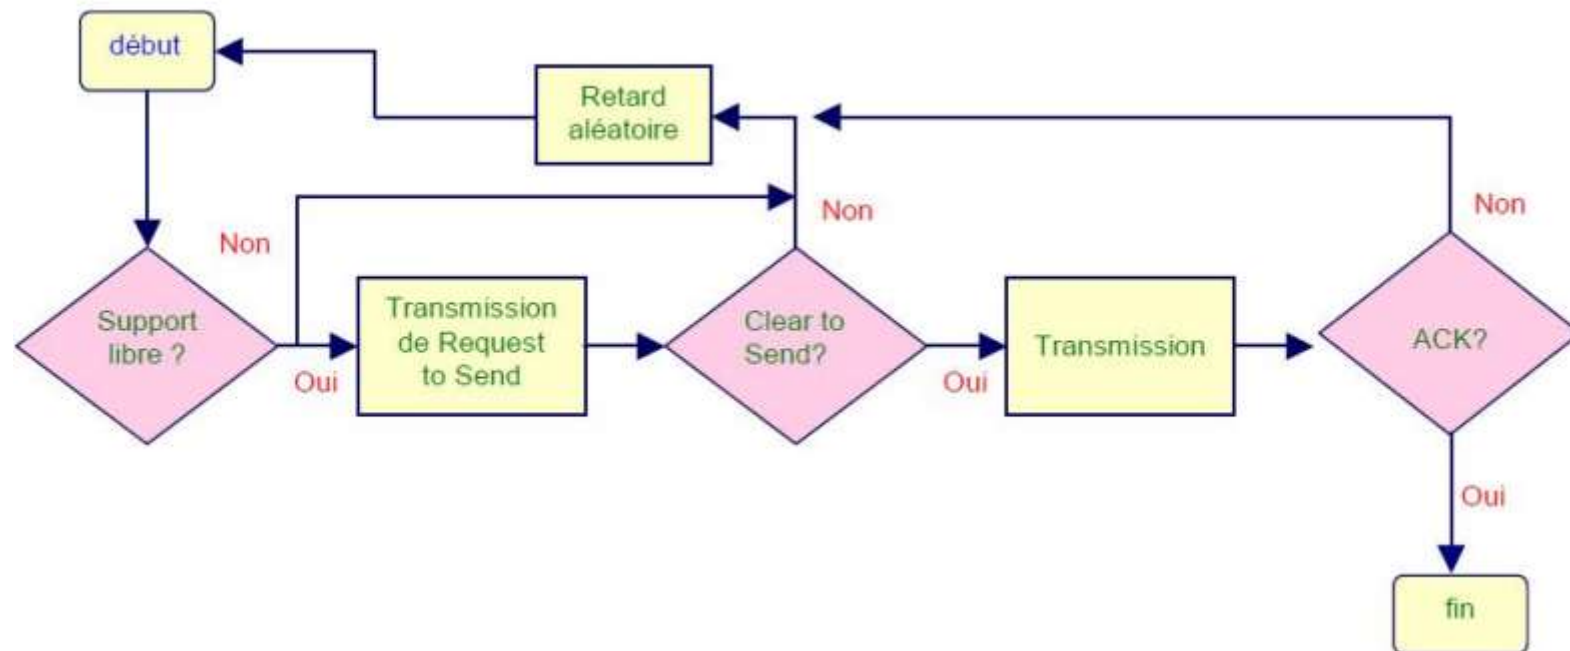 début
Retard
aléatoire
Non
Non
Non
Support
libre ?
Oui
Transmission
de Request
to Send
Clear to
Send?
Oui
Transmission
ACK?
Oui
fin